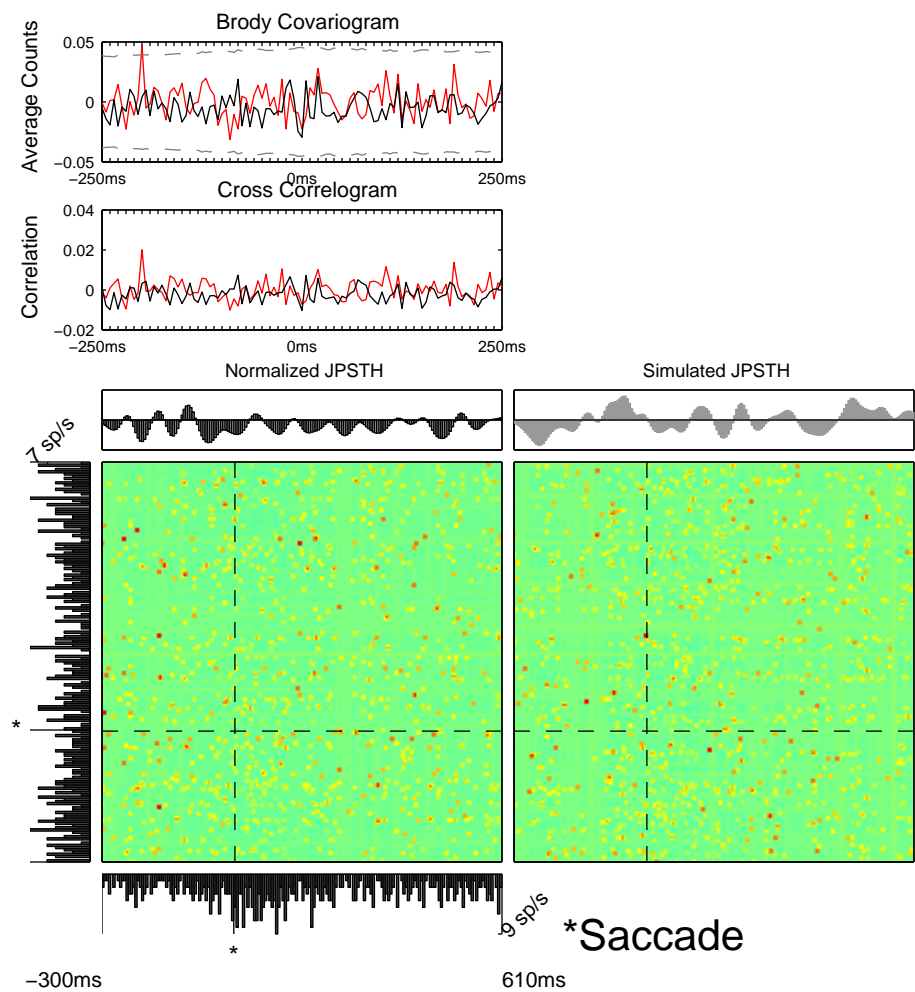 Brody Covariogram
Average Counts
0.05
0
−0.05
−250ms
0ms
250ms
Cross Correlogram
Correlation
0.04
0.02
0
−0.02
−250ms
0ms
250ms
Normalized JPSTH
Simulated JPSTH
7 sp/s
*
9 sp/s
*
*Saccade
−300ms
610ms